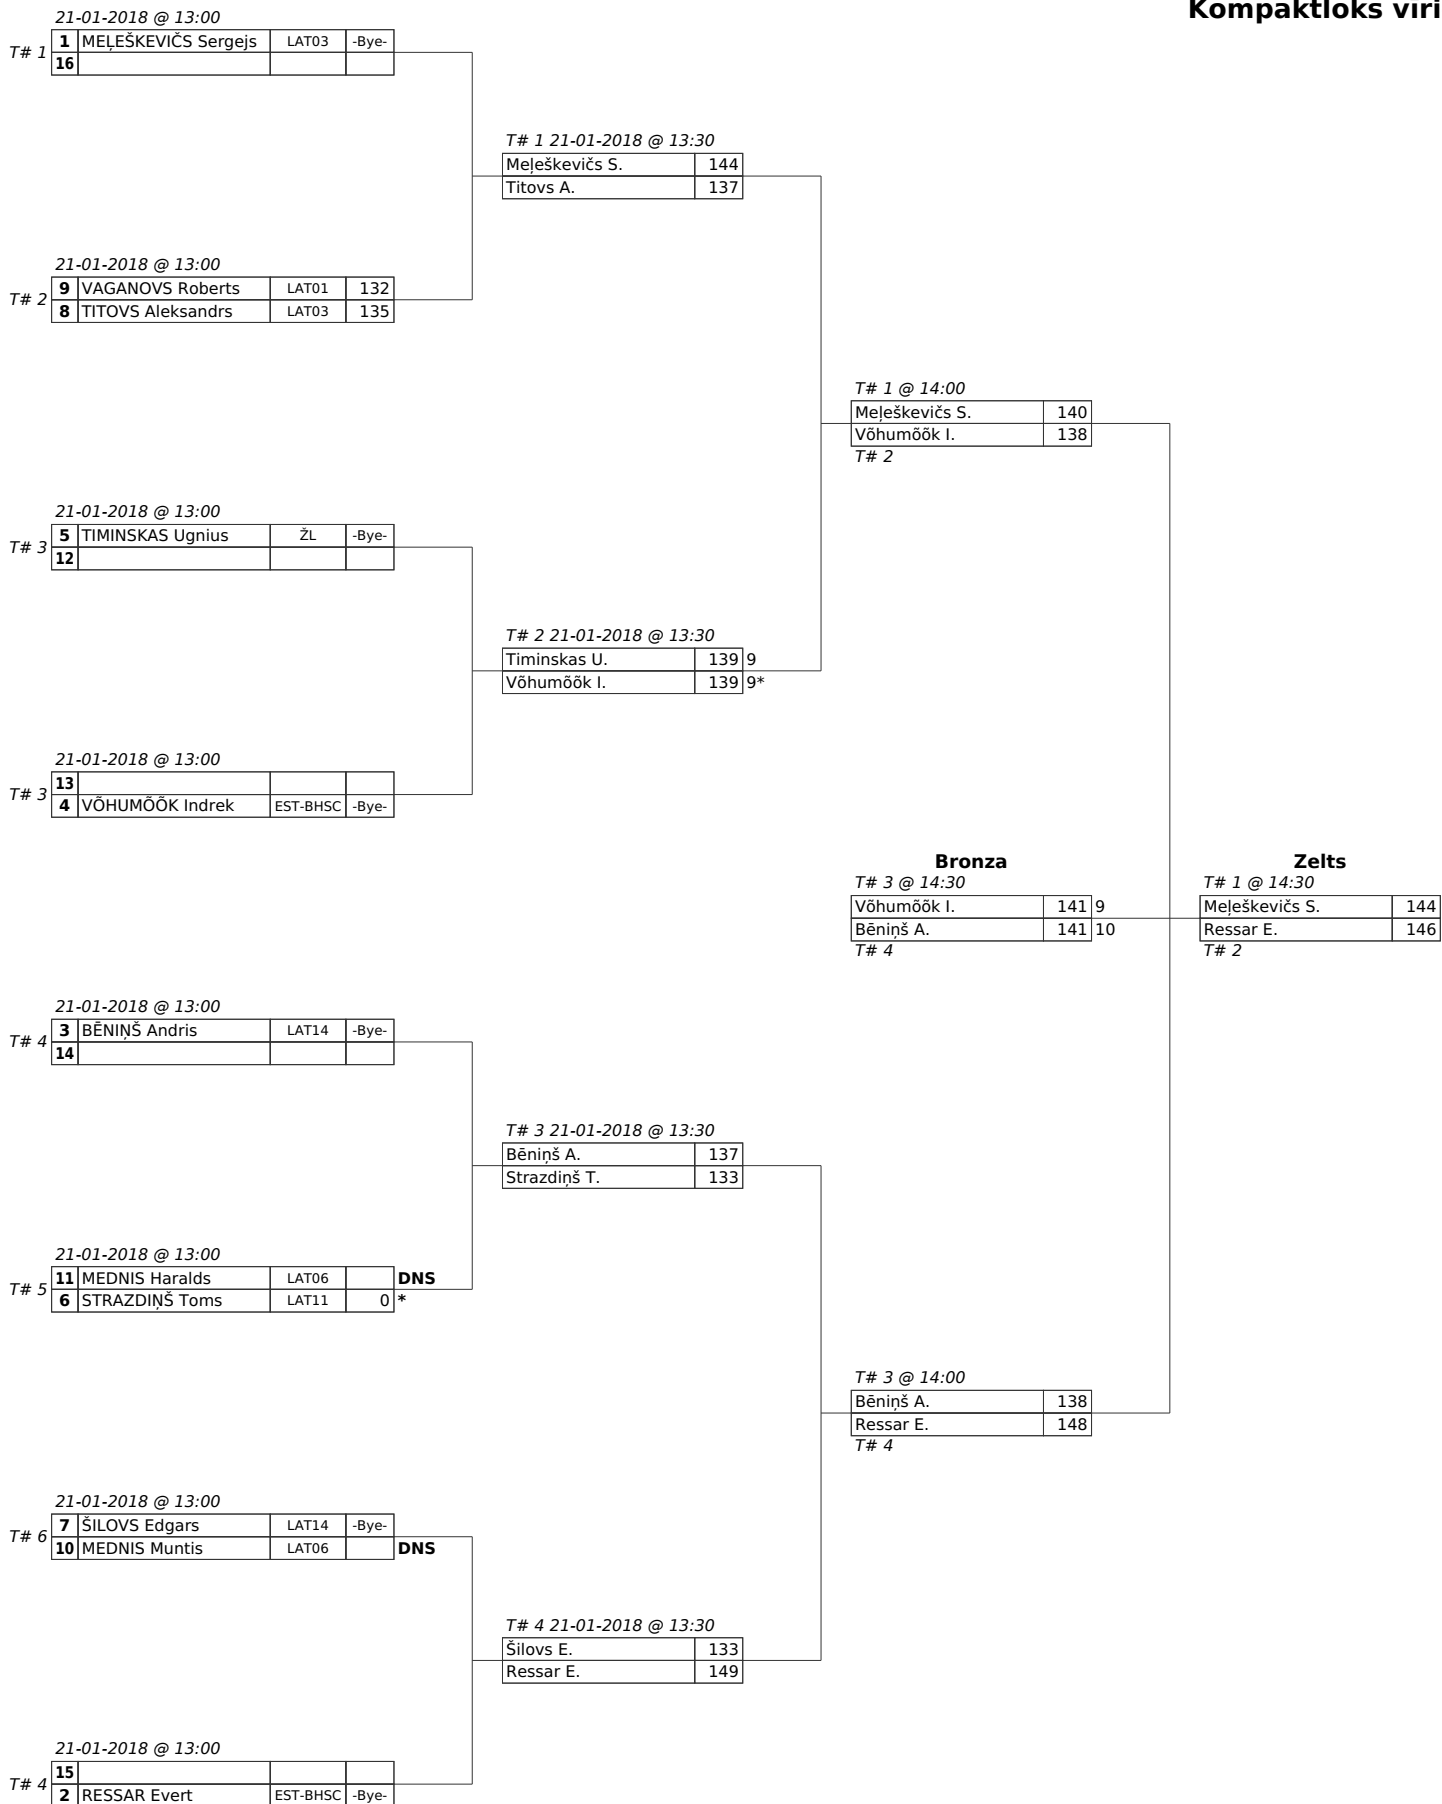 Kompaktloks vīri
21-01-2018 @ 13:00
T# 1
1 MEĻEŠKEVIČS Sergejs LAT03 -Bye-
16
T# 1 21-01-2018 @ 13:30
Meļeškevičs S. 144
Titovs A. 137
21-01-2018 @ 13:00
T# 2
9 VAGANOVS Roberts LAT01 132
8 TITOVS Aleksandrs LAT03 135
T# 1 @ 14:00
Meļeškevičs S. 140
Võhumõõk I. 138
T# 2
21-01-2018 @ 13:00
T# 3
5 TIMINSKAS Ugnius ŽL -Bye-
12
T# 2 21-01-2018 @ 13:30
Timinskas U. 139 9
Võhumõõk I. 139 9*
21-01-2018 @ 13:00
T# 3
13
4 VÕHUMÕÕK Indrek EST-BHSC -Bye-
Bronza
T# 3 @ 14:30
Võhumõõk I. 141 9
Bēniņš A. 141 10
T# 4
Zelts
T# 1 @ 14:30
Meļeškevičs S. 144
Ressar E. 146
T# 2
21-01-2018 @ 13:00
T# 4
3 BĒNIŅŠ Andris LAT14 -Bye-
14
T# 3 21-01-2018 @ 13:30
Bēniņš A. 137
Strazdiņš T. 133
21-01-2018 @ 13:00
T# 5
11 MEDNIS Haralds LAT06 DNS
6 STRAZDIŅŠ Toms LAT11 0 *
T# 3 @ 14:00
Bēniņš A. 138
Ressar E. 148
T# 4
21-01-2018 @ 13:00
T# 6
7 ŠILOVS Edgars LAT14 -Bye-
10 MEDNIS Muntis LAT06 DNS
T# 4 21-01-2018 @ 13:30
Šilovs E. 133
Ressar E. 149
21-01-2018 @ 13:00
T# 4
15
2 RESSAR Evert EST-BHSC -Bye-